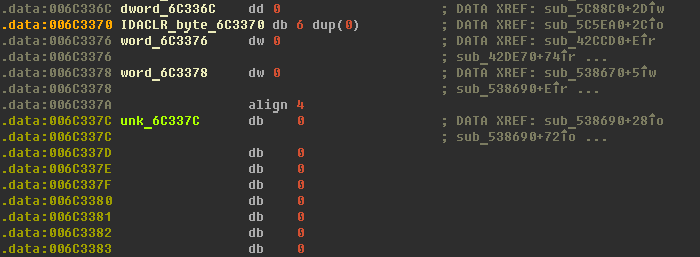 .data:006C336C dword_6C336C dd 0 ; DATA XREF: sub_5C88C0+2D↑w
.data:006C3370 IDACLR_byte_6C3370 db 6 dup(0) ; DATA XREF: sub_5C5EA0+2C↑o
.data:006C3376 word_6C3376 dw 0 ; DATA XREF: sub_42CCD0+E↑r
.data:006C3376 ; sub_42DE70+74↑r ...
.data:006C3378 word_6C3378 dw 0 ; DATA XREF: sub_538670+5↑w
.data:006C3378 ; sub_538690+E↑r ...
.data:006C337A align 4
.data:006C337C unk_6C337C db 0 ; DATA XREF: sub_538690+28↑o
.data:006C337C ; sub_538690+72↑o ...
.data:006C337D db 0
.data:006C337E db 0
.data:006C337F db 0
.data:006C3380 db 0
.data:006C3381 db 0
.data:006C3382 db 0
.data:006C3383 db 0